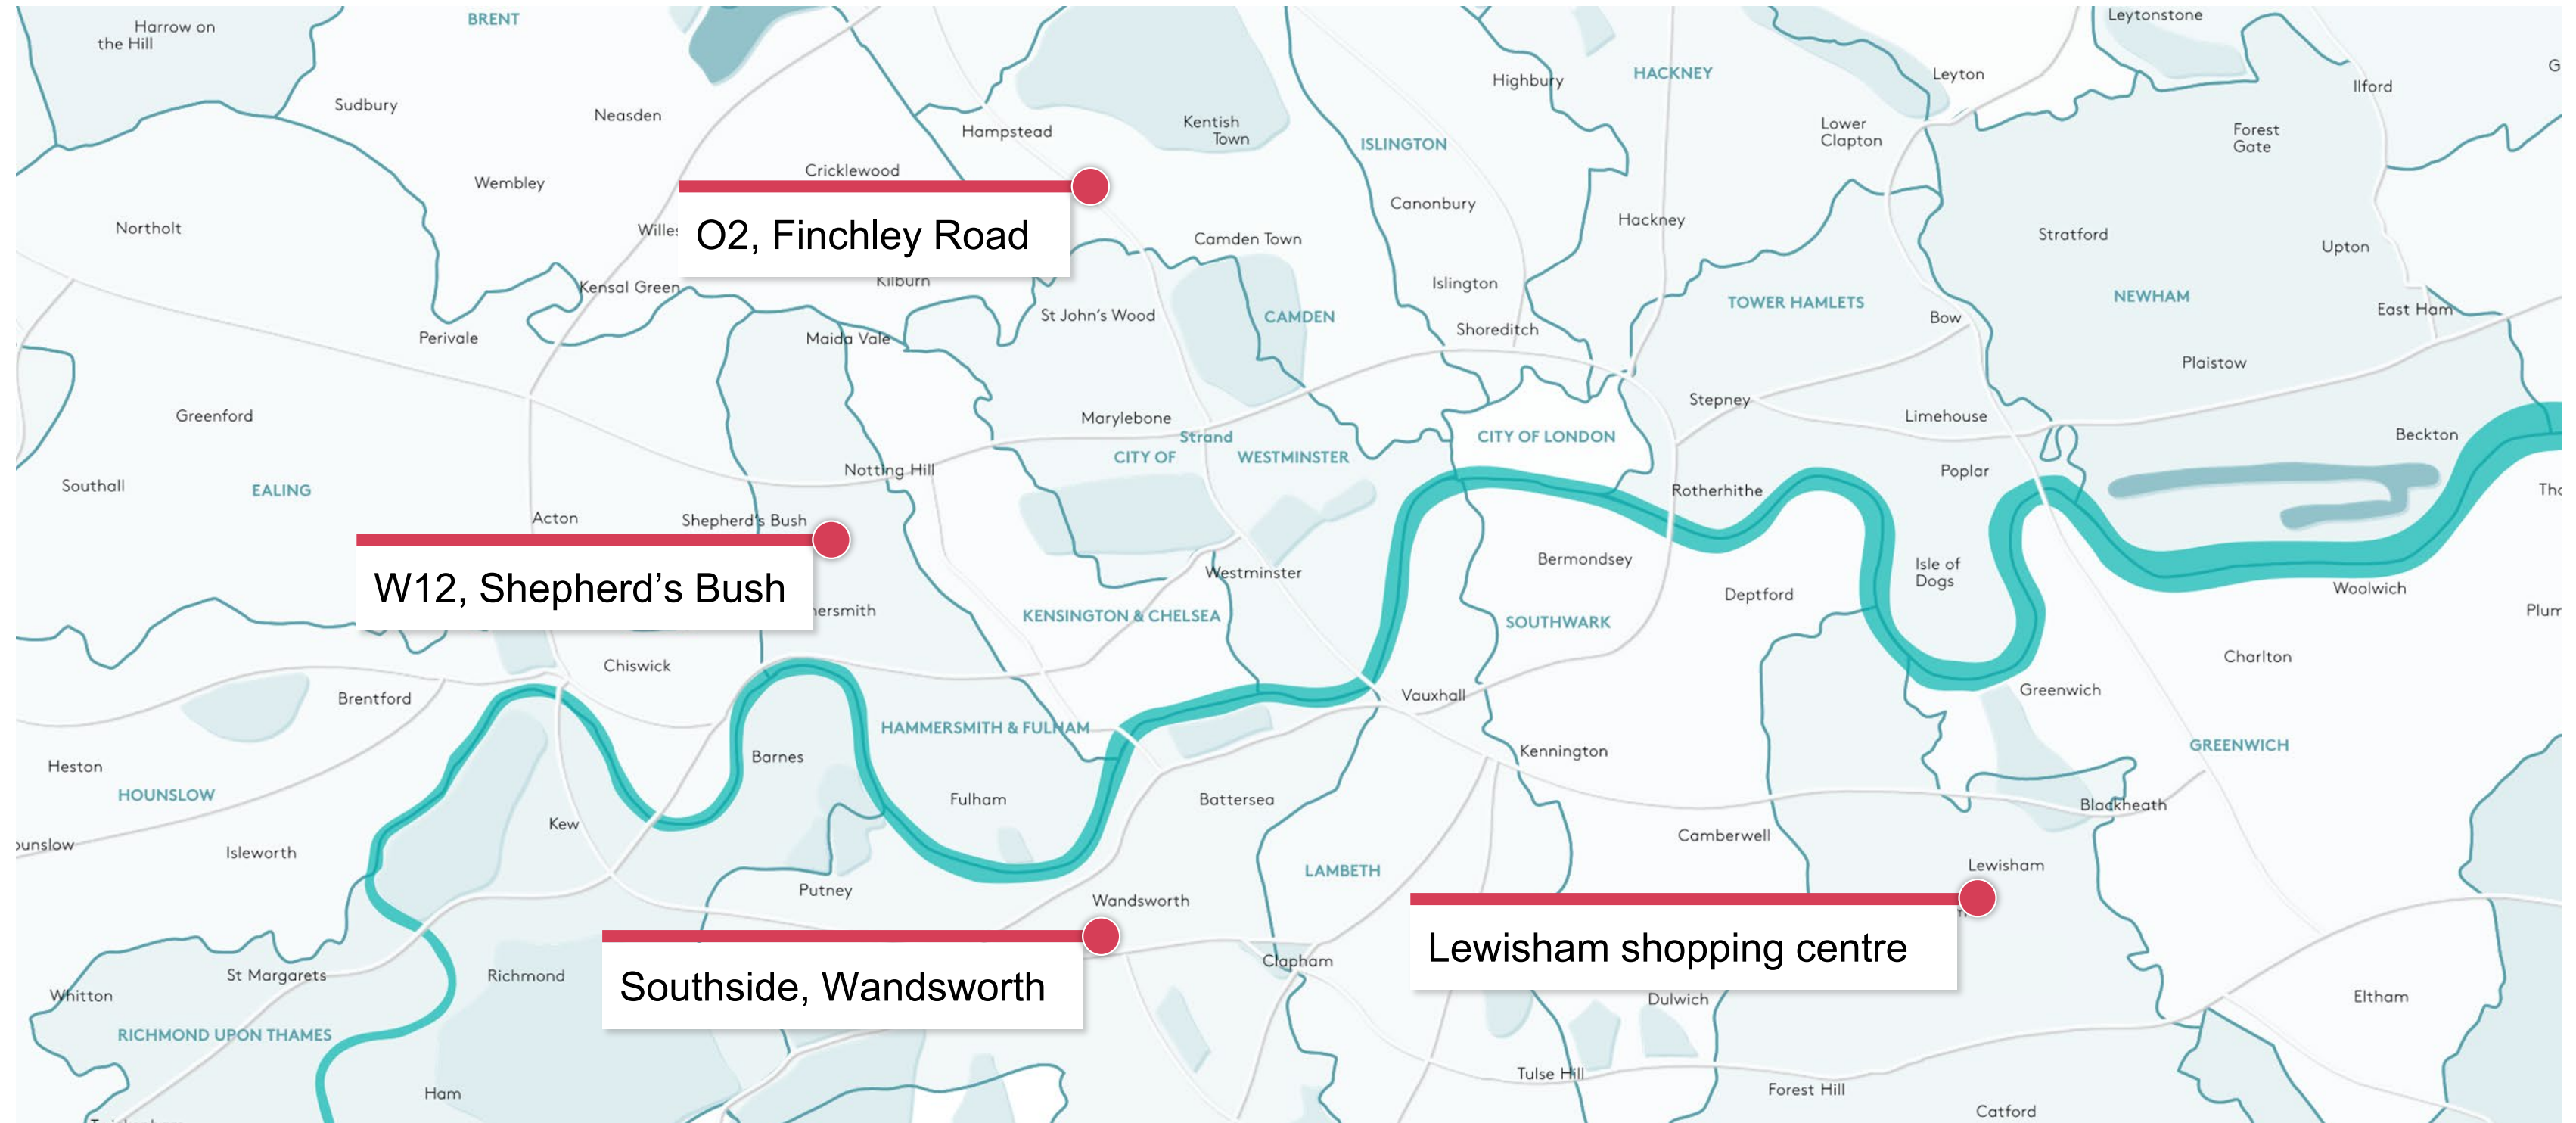 Harrow on
the Hill
BRENT
Leytonstone
Highbury
HACKNEY
Leyton
Ilford
Sudbury
Neasden
Hampstead
Kentish
Town
ISLINGTON
Lower
Clapton
Forest
Gate
Wembley
Cricklewood
Canonbury
Hackney
Northolt
O2, Finchley Road
Camden Town
Stratford
Upton
Kensal Green
Kilburn
Islington
TOWER HAMLETS
NEWHAM
St John's Wood
CAMDEN
Shoreditch
Bow
East Ham
Perivale
Maida Vale
Plaistow
Greenford
Marylebone
Stepney
Limehouse
Strand
CITY OF WESTMINSTER
CITY OF LONDON
Beckton
Southall
EALING
Notting Hill
Rotherhithe
Poplar
Acton
Shepherd's Bush
W12, Shepherd’s Bush
Westminster
Bermondsey
Isle of
Dogs
Deptford
Woolwich
KENSINGTON & CHELSEA
SOUTHWARK
Chiswick
Charlton
Brentford
Vauxhall
Greenwich
HAMMERSMITH & FULHAM
Barnes
Kennington
GREENWICH
Heston
HOUNSLOW
Fulham
Battersea
Blackheath
Kew
Camberwell
Isleworth
LAMBETH
Lewisham
Putney
Wandsworth
Lewisham shopping centre
St Margarets
Richmond
Southside, Wandsworth
Clapham
Whitton
Dulwich
Eltham
RICHMOND UPON THAMES
Tulse Hill
Ham
Forest Hill
Catford